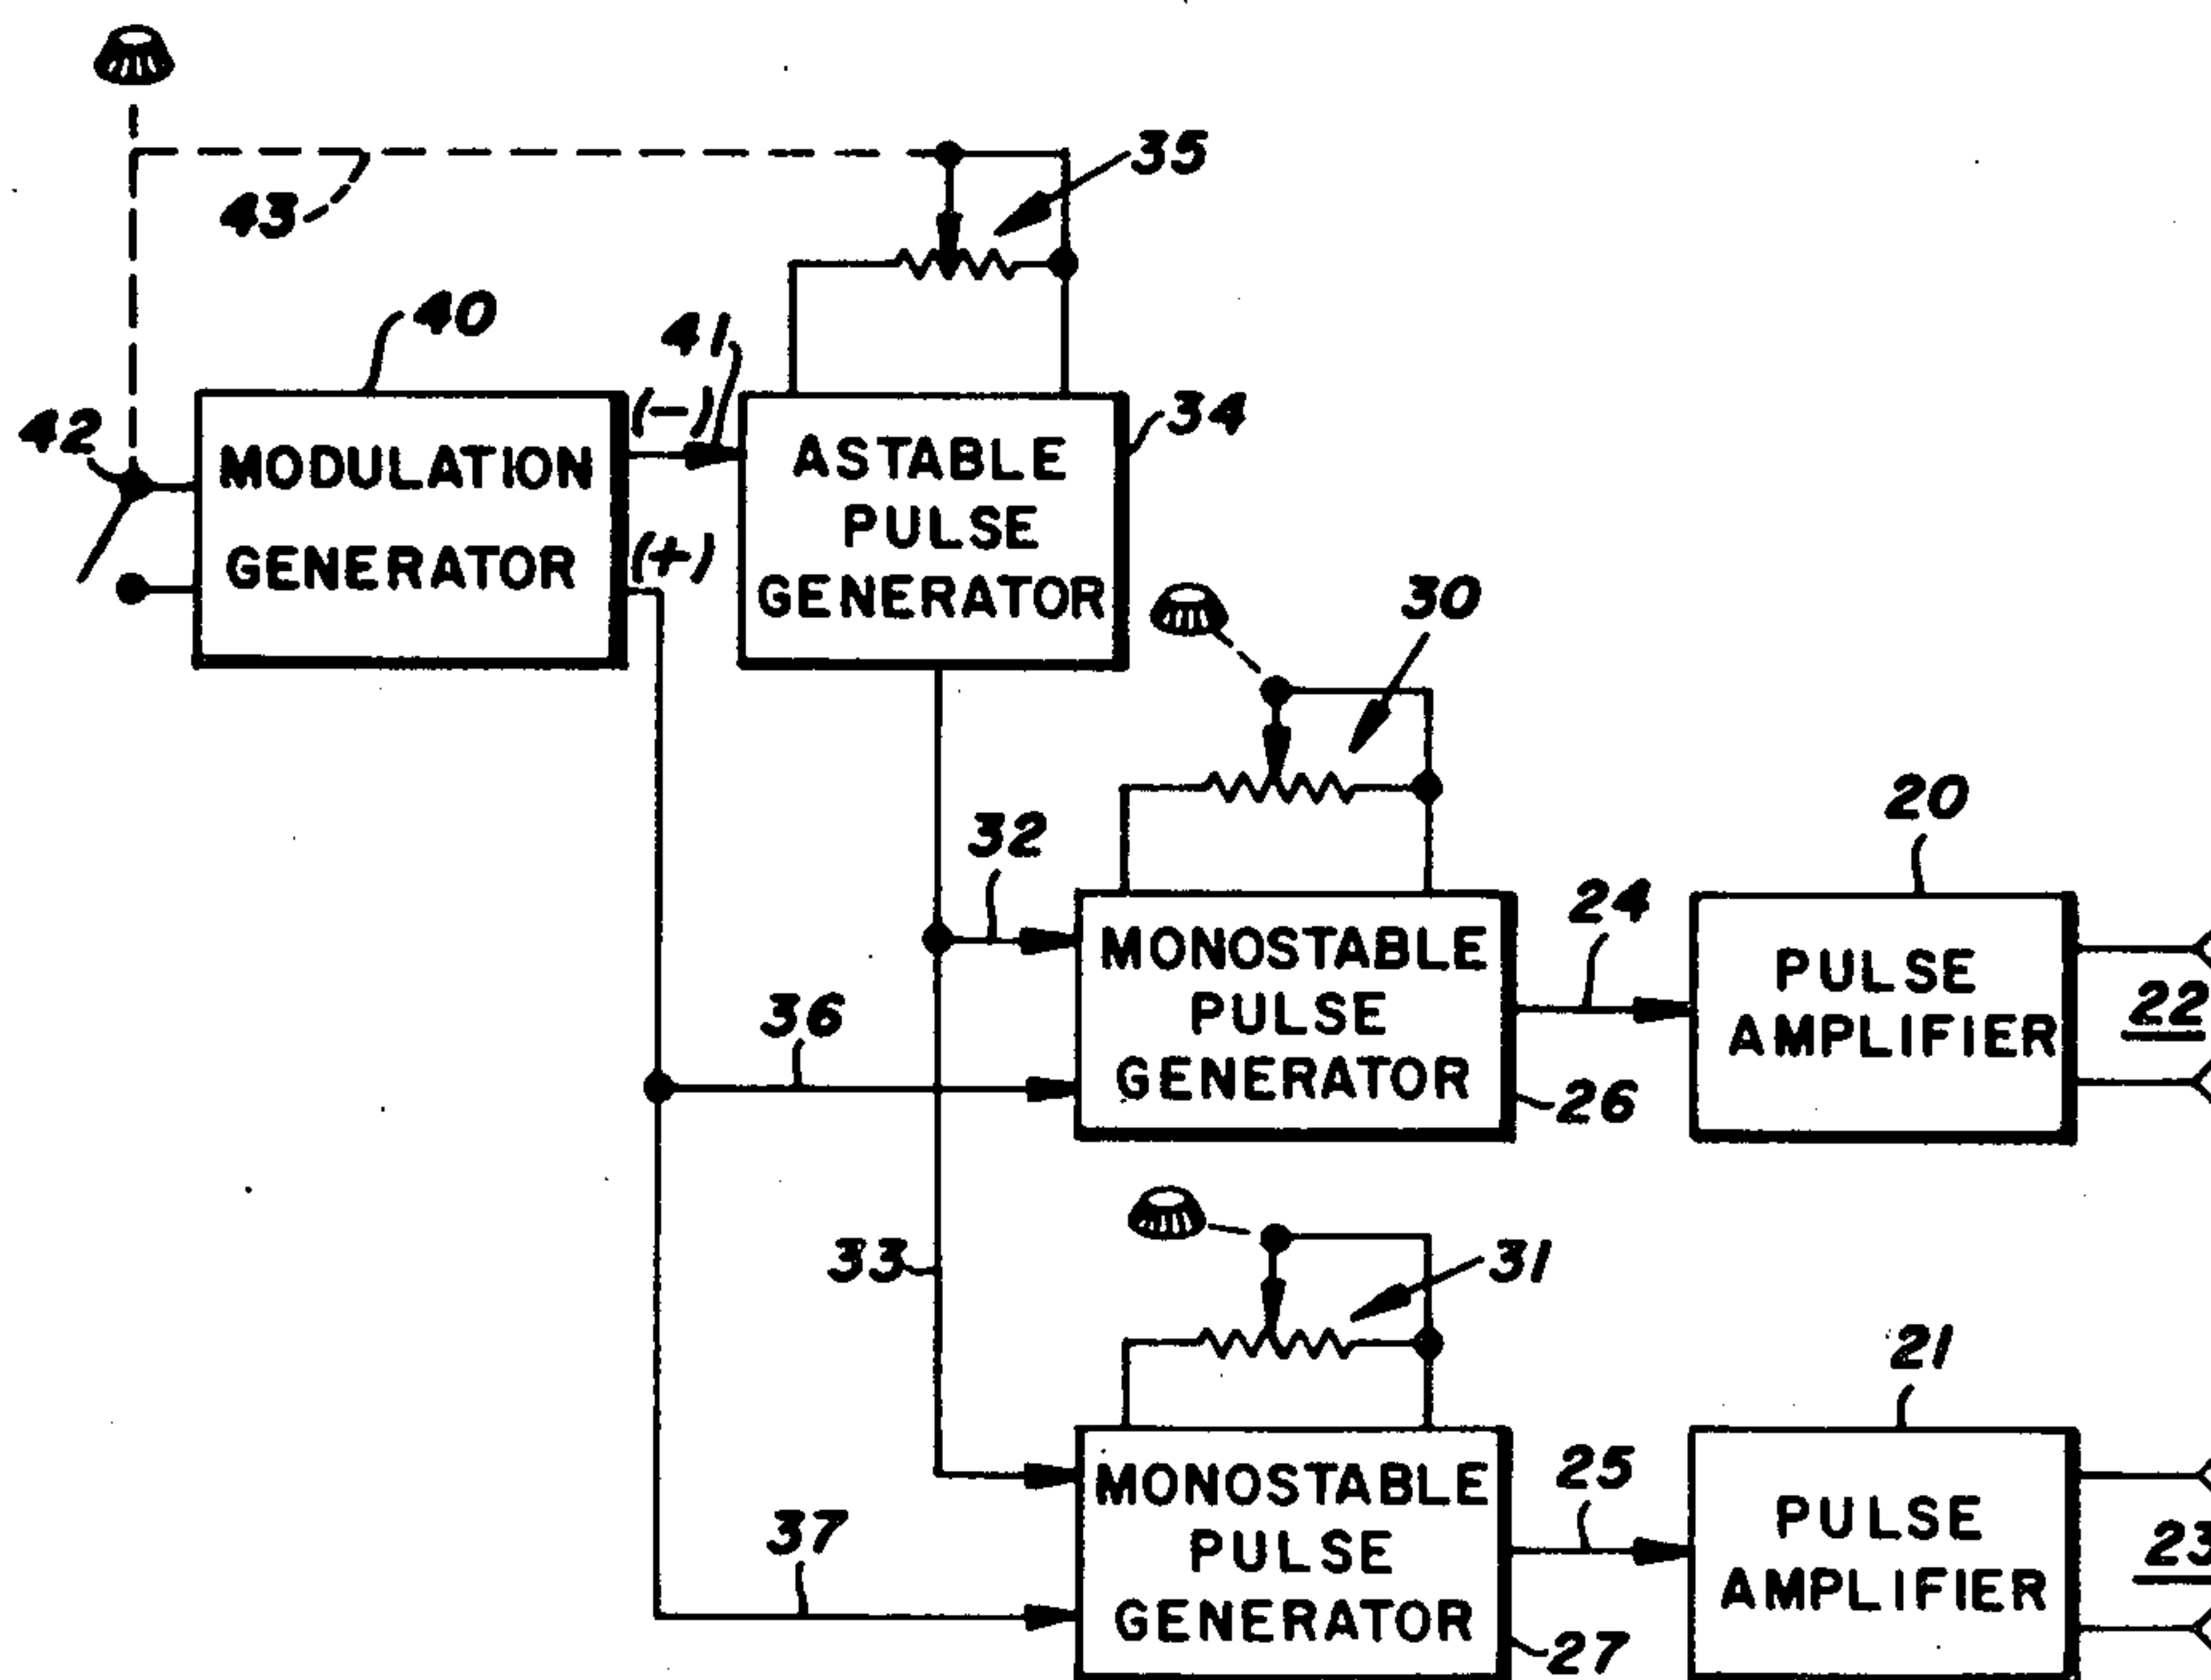 35
43
40
41
(−)
34
42
MODULATION
GENERATOR
(+)
ASTABLE
PULSE
GENERATOR
30
32
20
24
MONOSTABLE
PULSE
GENERATOR
PULSE
AMPLIFIER
22
36
26
33
31
21
25
MONOSTABLE
PULSE
GENERATOR
PULSE
AMPLIFIER
23
37
27